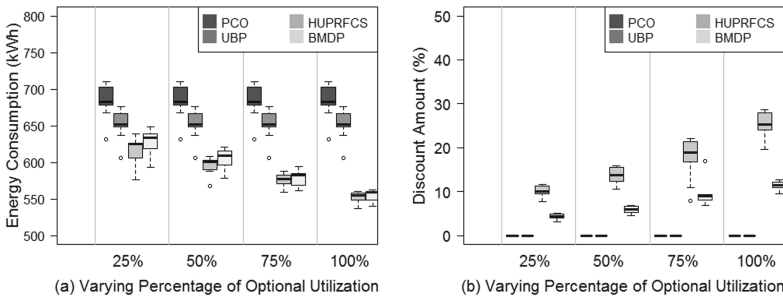 PCO HUPRFCS
UBP BMDP
Energy Consumption (kWh)
800
750
700
650
600
550
500
25% 50% 75% 100%
(a) Varying Percentage of Optional Utilization
PCO HUPRFCS
UBP BMDP
Discount Amount (%)
50
40
30
20
10
0
25% 50% 75% 100%
(b) Varying Percentage of Optional Utilization